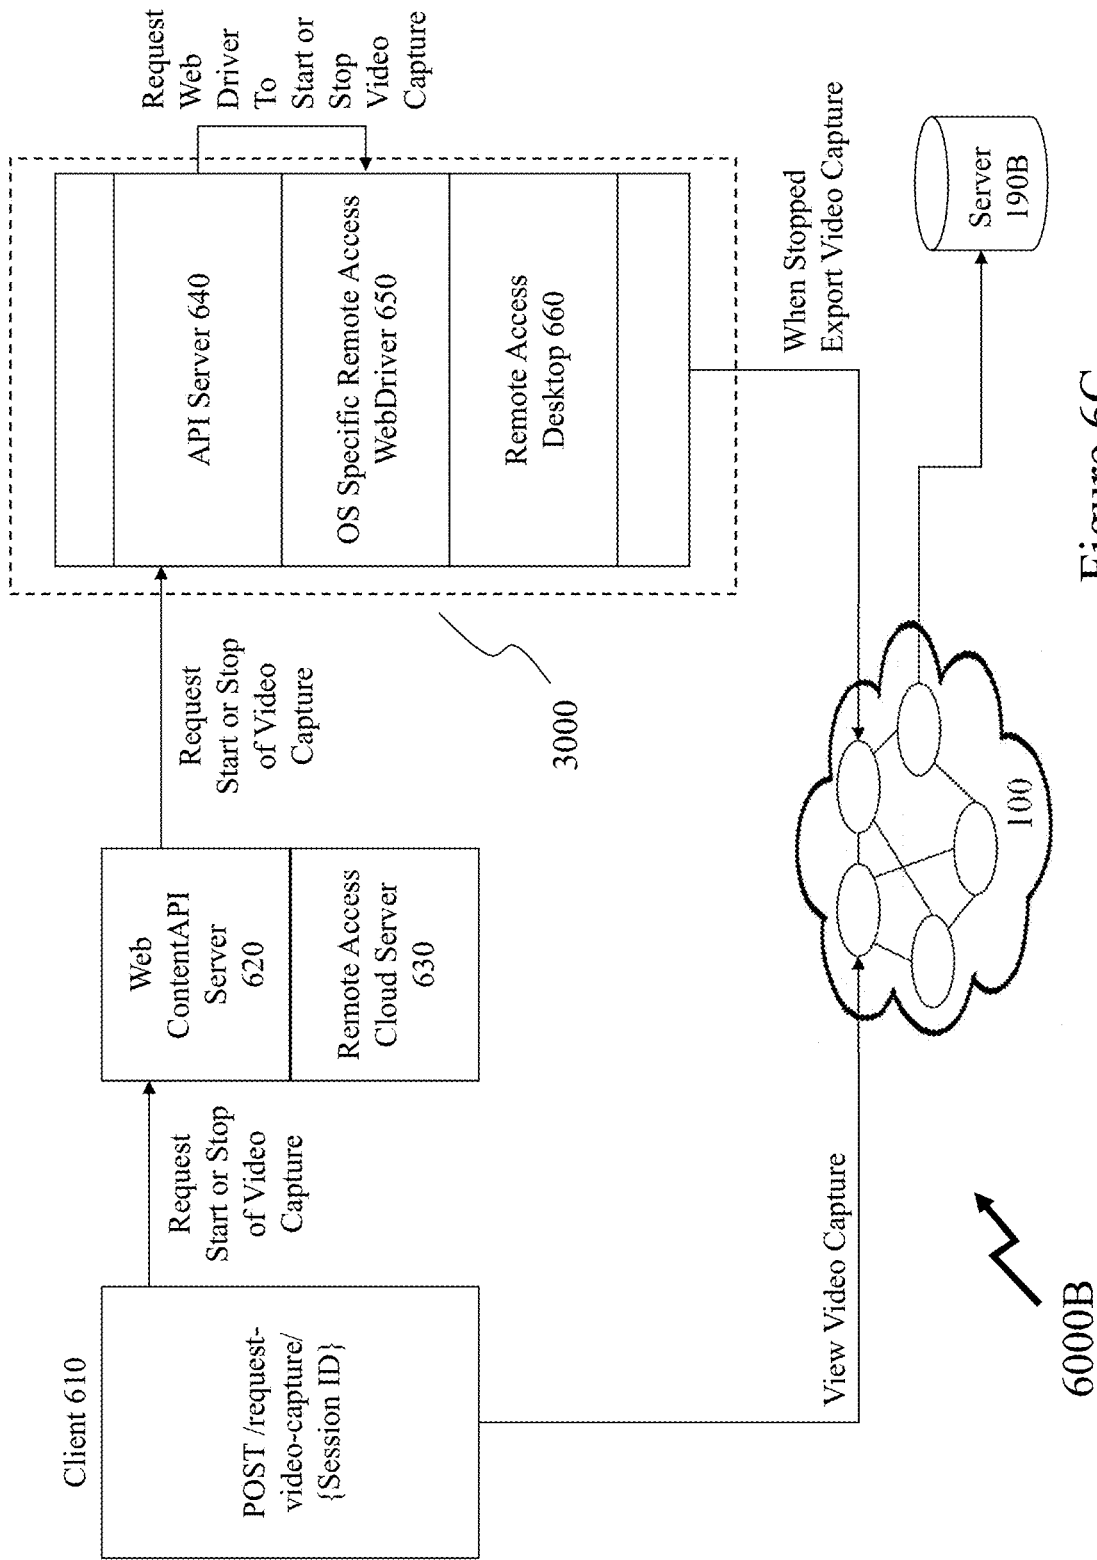 Client 610
POST /request-
video-capture/
{Session ID}
Request
Start or Stop
of Video
Capture
Web
ContentAPI
Server
620
Remote Access
Cloud Server
630
Request
Start or Stop
of Video
Capture
API Server 640
OS Specific Remote Access
WebDriver 650
Remote Access
Desktop 660
Request
Web
Driver
To
Start or
Stop
Video
Capture
3000
When Stopped
Export Video Capture
View Video Capture
100
Server
190B
6000B
Figure 6C